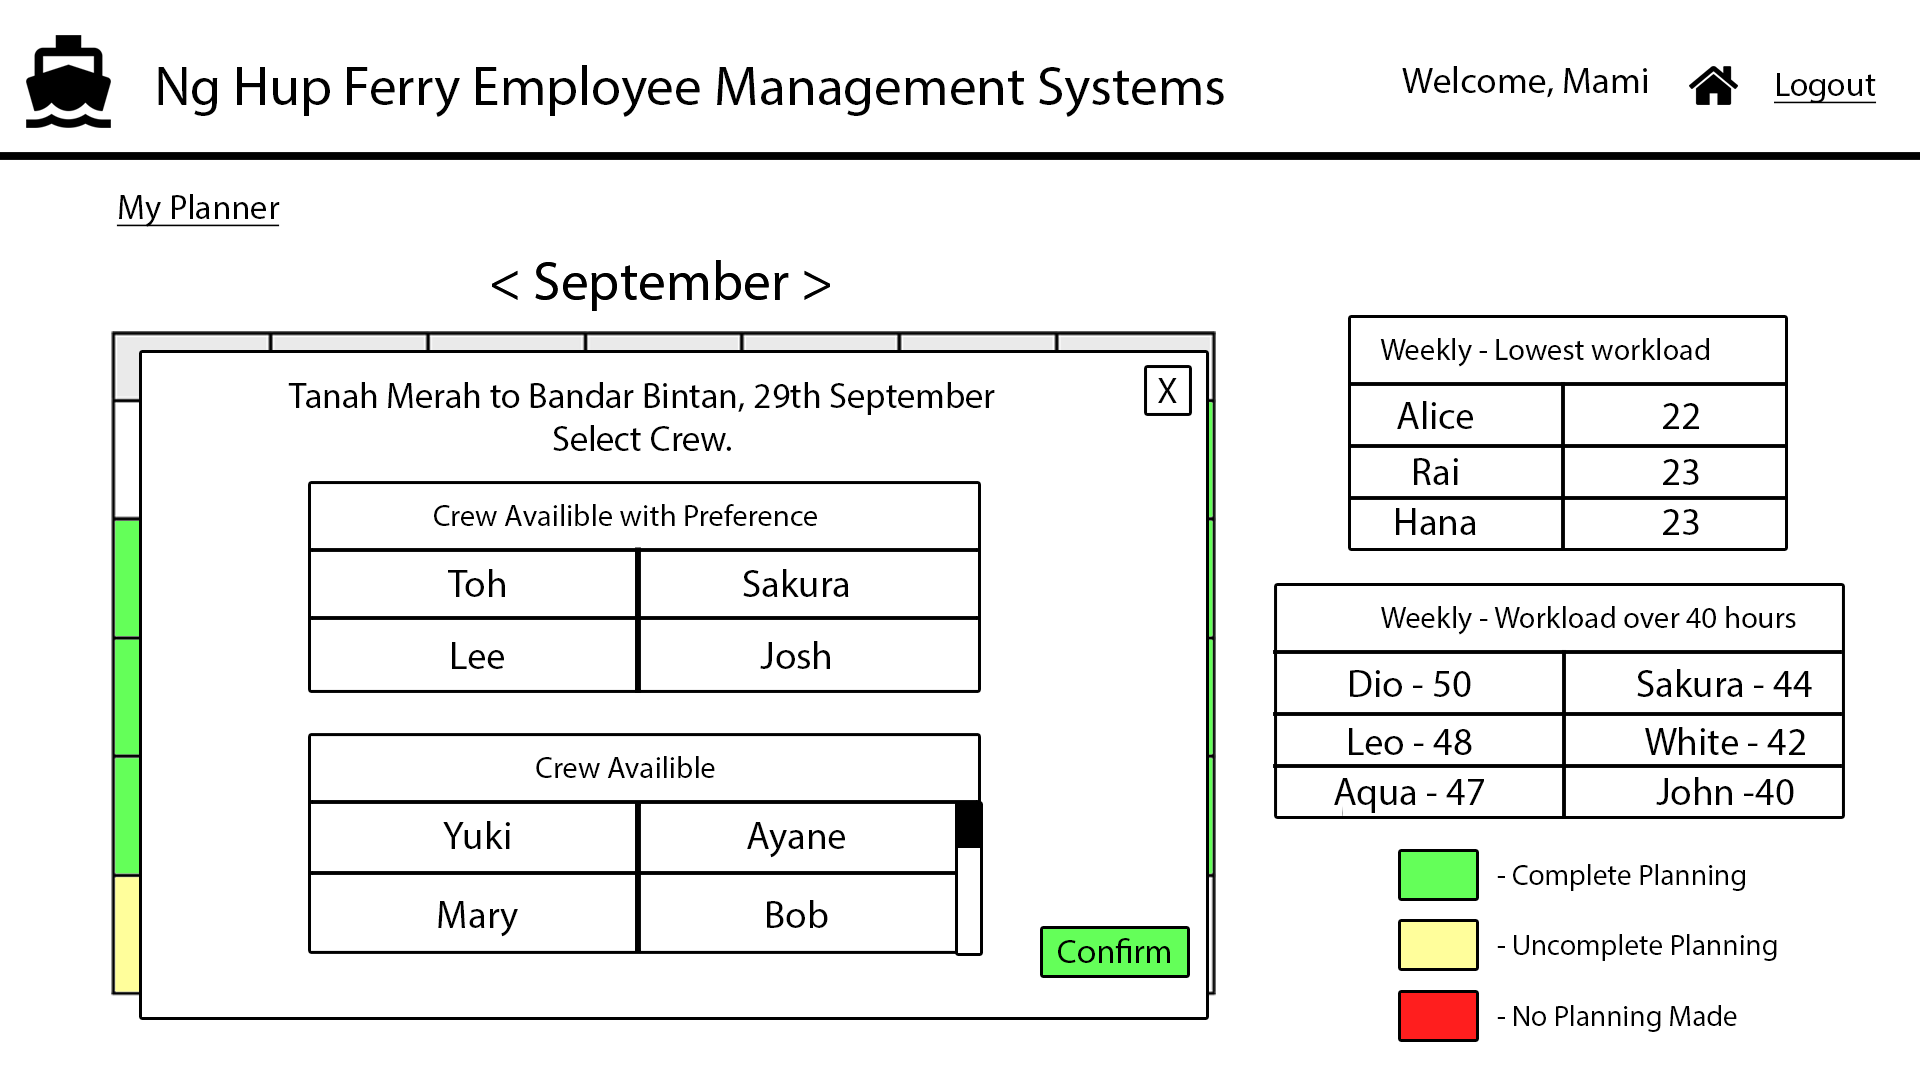 Ng Hup Ferry Employee Management Systems
Welcome, Mami
Logout
My Planner
< September >
Tanah Merah to Bandar Bintan, 29th September
Select Crew.
X
Crew Availible with Preference
Toh Sakura
Lee Josh
Crew Availible
Yuki Ayane
Mary Bob
Confirm
Weekly - Lowest workload
Alice 22
Rai 23
Hana 23
Weekly - Workload over 40 hours
Dio - 50 Sakura - 44
Leo - 48 White - 42
Aqua - 47 John -40
- Complete Planning
- Uncomplete Planning
- No Planning Made